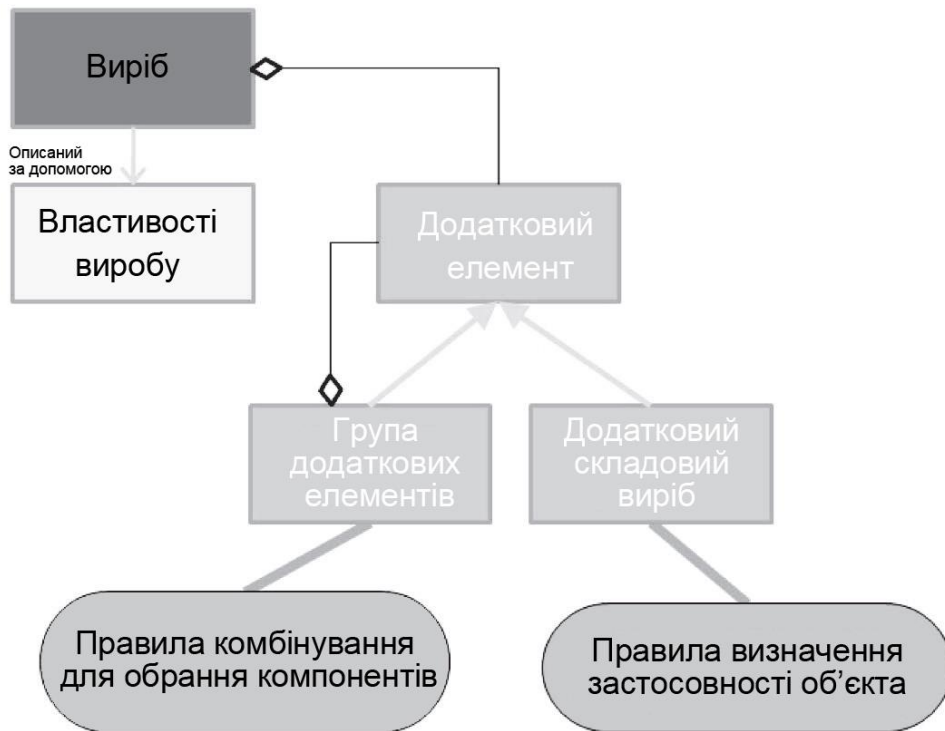 Виріб
Описаний
за допомогою
Властивості
виробу
Додатковий
елемент
Група
додаткових
елементів
Додатковий
складовий
виріб
Правила комбінування
для обрання компонентів
Правила визначення
застосовності об’єкта